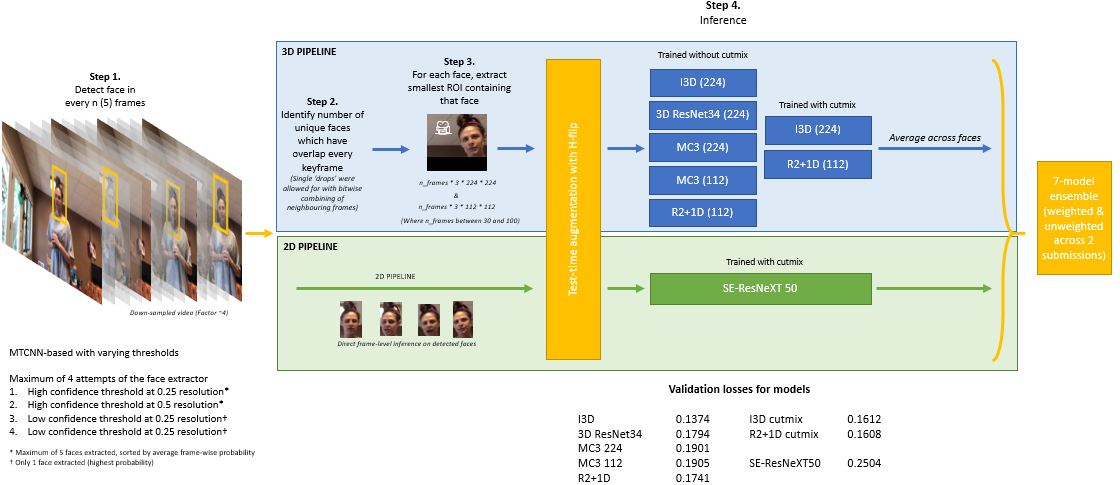 Step 4.
Inference
Step 1.
Detect face in
every n (5) frames
Down-sampled video (Factor ~4)
MTCNN-based with varying thresholds
Maximum of 4 attempts of the face extractor
1. High confidence threshold at 0.25 resolution*
2. High confidence threshold at 0.5 resolution*
3. Low confidence threshold at 0.25 resolution†
4. Low confidence threshold at 0.25 resolution†
* Maximum of 5 faces extracted, sorted by average frame-wise probability
† Only 1 face extracted (highest probability)
3D PIPELINE
Step 2.
Identify number of
unique faces
which have
overlap every
keyframe
(Single 'drops' were
allowed for with bitwise
combining of
neighbouring frames)
Step 3.
For each face, extract
smallest ROI containing
that face
n_frames * 3 * 224 * 224
&
n_frames * 3 * 112 * 112
(Where n_frames between 30 and 100)
Test-time augmentation with H-flip
Trained without cutmix
I3D (224)
3D ResNet34 (224)
MC3 (224)
MC3 (112)
R2+1D (112)
Trained with cutmix
I3D (224)
R2+1D (112)
Average across faces
2D PIPELINE
2D PIPELINE
Direct frame-level inference on detected faces
Trained with cutmix
SE-ResNeXT 50
7-model
ensemble
(weighted &
unweighted
across 2
submissions)
Validation losses for models
I3D 0.1374 I3D cutmix 0.1612
3D ResNet34 0.1794 R2+1D cutmix 0.1608
MC3 224 0.1901
MC3 112 0.1905 SE-ResNeXT50 0.2504
R2+1D 0.1741